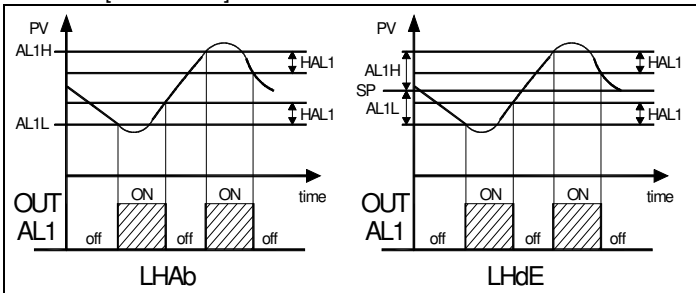 PV
AL1H
HAL1
AL1L
HAL1
time
OUT
AL1
off
ON
off
ON
off
LHAb
PV
AL1H
HAL1
SP
AL1L
HAL1
time
OUT
AL1
off
ON
off
ON
off
LHdE